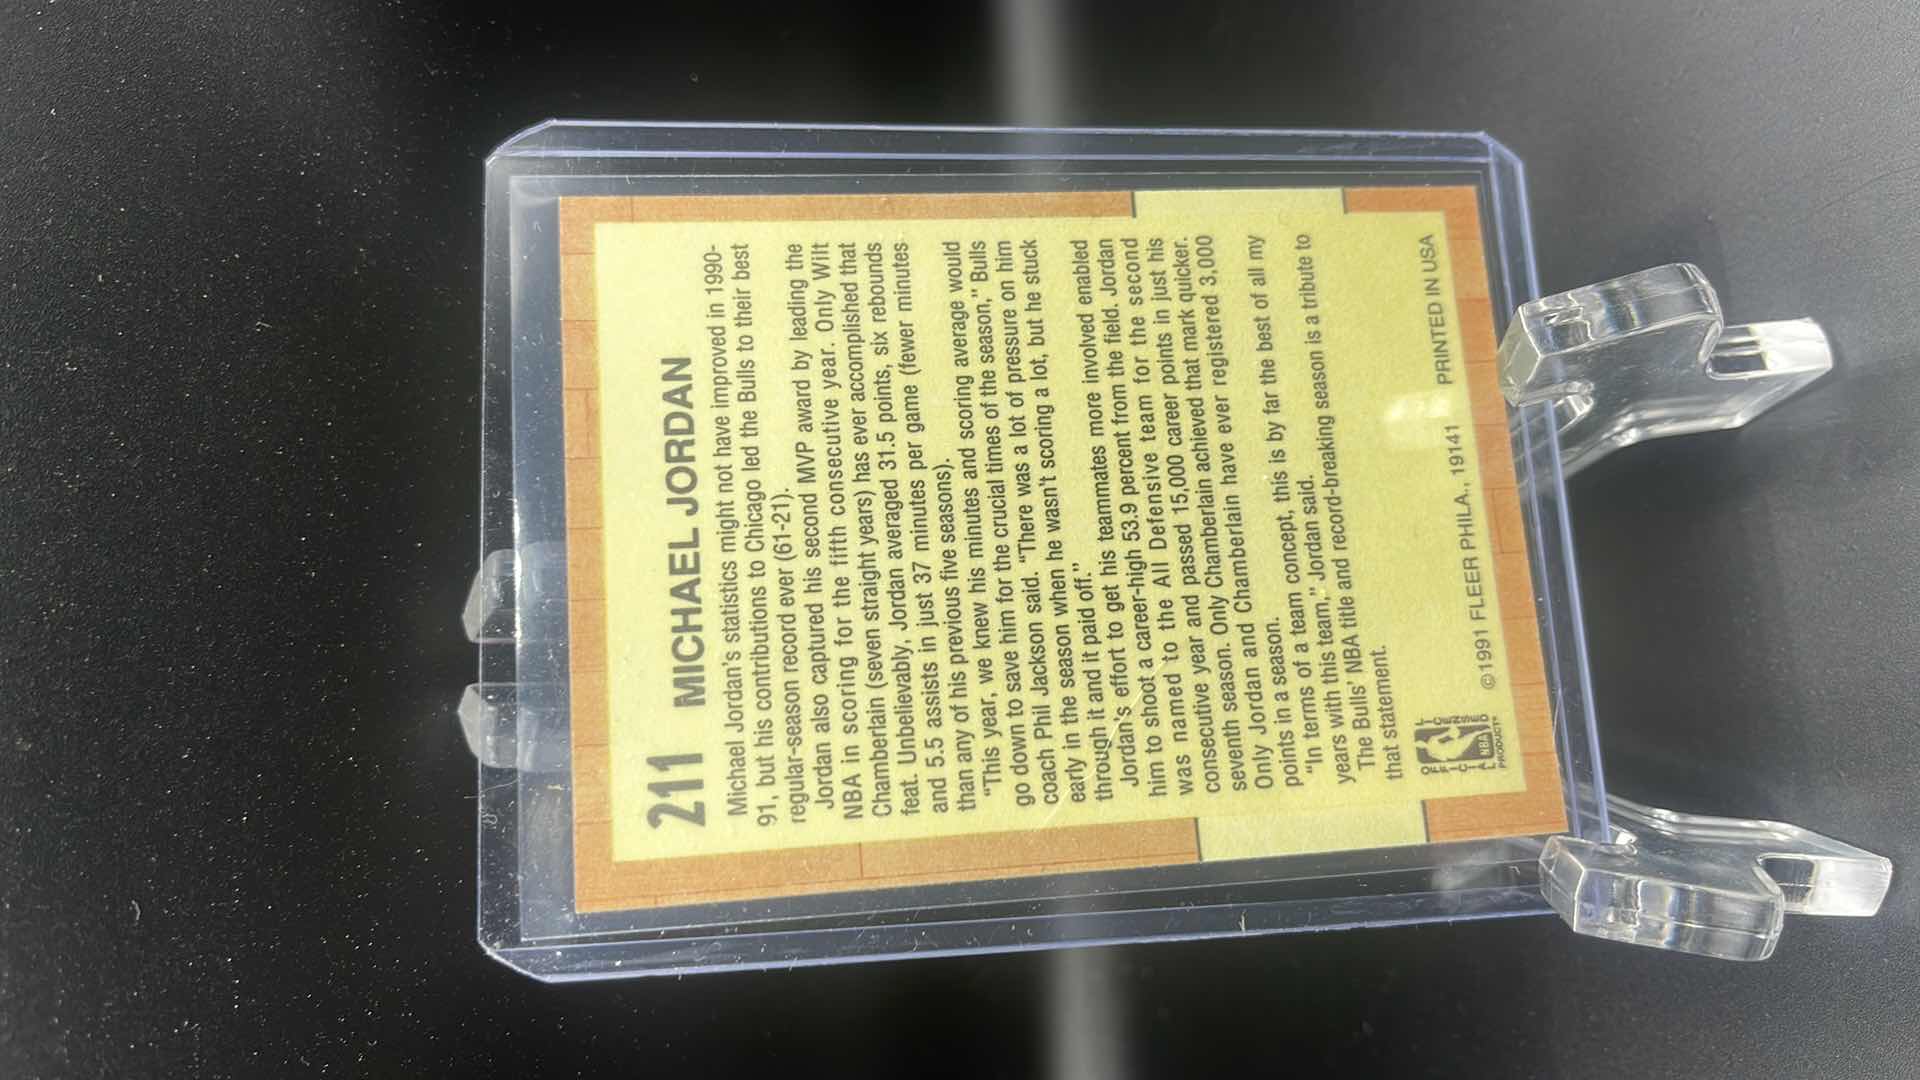 211 MICHAEL JORDAN
Michael Jordan's statistics might not have improved in 1990-
91, but his contributions to Chicago led the Bulls to their best
regular-season record ever (61-21).
Jordan also captured his second MVP award by leading the
NBA in scoring for the fifth consecutive year. Only Wilt
Chamberlain (seven straight years) has ever accomplished that
feat. Unbelievably, Jordan averaged 31.5 points, six rebounds
and 5.5 assists in just 37 minutes per game (fewer minutes
than any of his previous five seasons).
"This year, we knew his minutes and scoring average would
go down to save him for the crucial times of the season," Bulls
coach Phil Jackson said. "There was a lot of pressure on him
early in the season when he wasn't scoring a lot, but he stuck
through it and it paid off."
Jordan's effort to get his teammates more involved enabled
him to shoot a career-high 53.9 percent from the field. Jordan
was named to the All Defensive team for the second
consecutive year and passed 15,000 career points in just his
seventh season. Only Chamberlain achieved that mark quicker.
Only Jordan and Chamberlain have ever registered 3,000
points in a season.
"In terms of a team concept, this is by far the best of all my
years with this team," Jordan said.
The Bulls' NBA title and record-breaking season is a tribute to
that statement.
OFFICIAL LICENSED
NBA
PRODUCT
©1991 FLEER PHILA., 19141 PRINTED IN USA